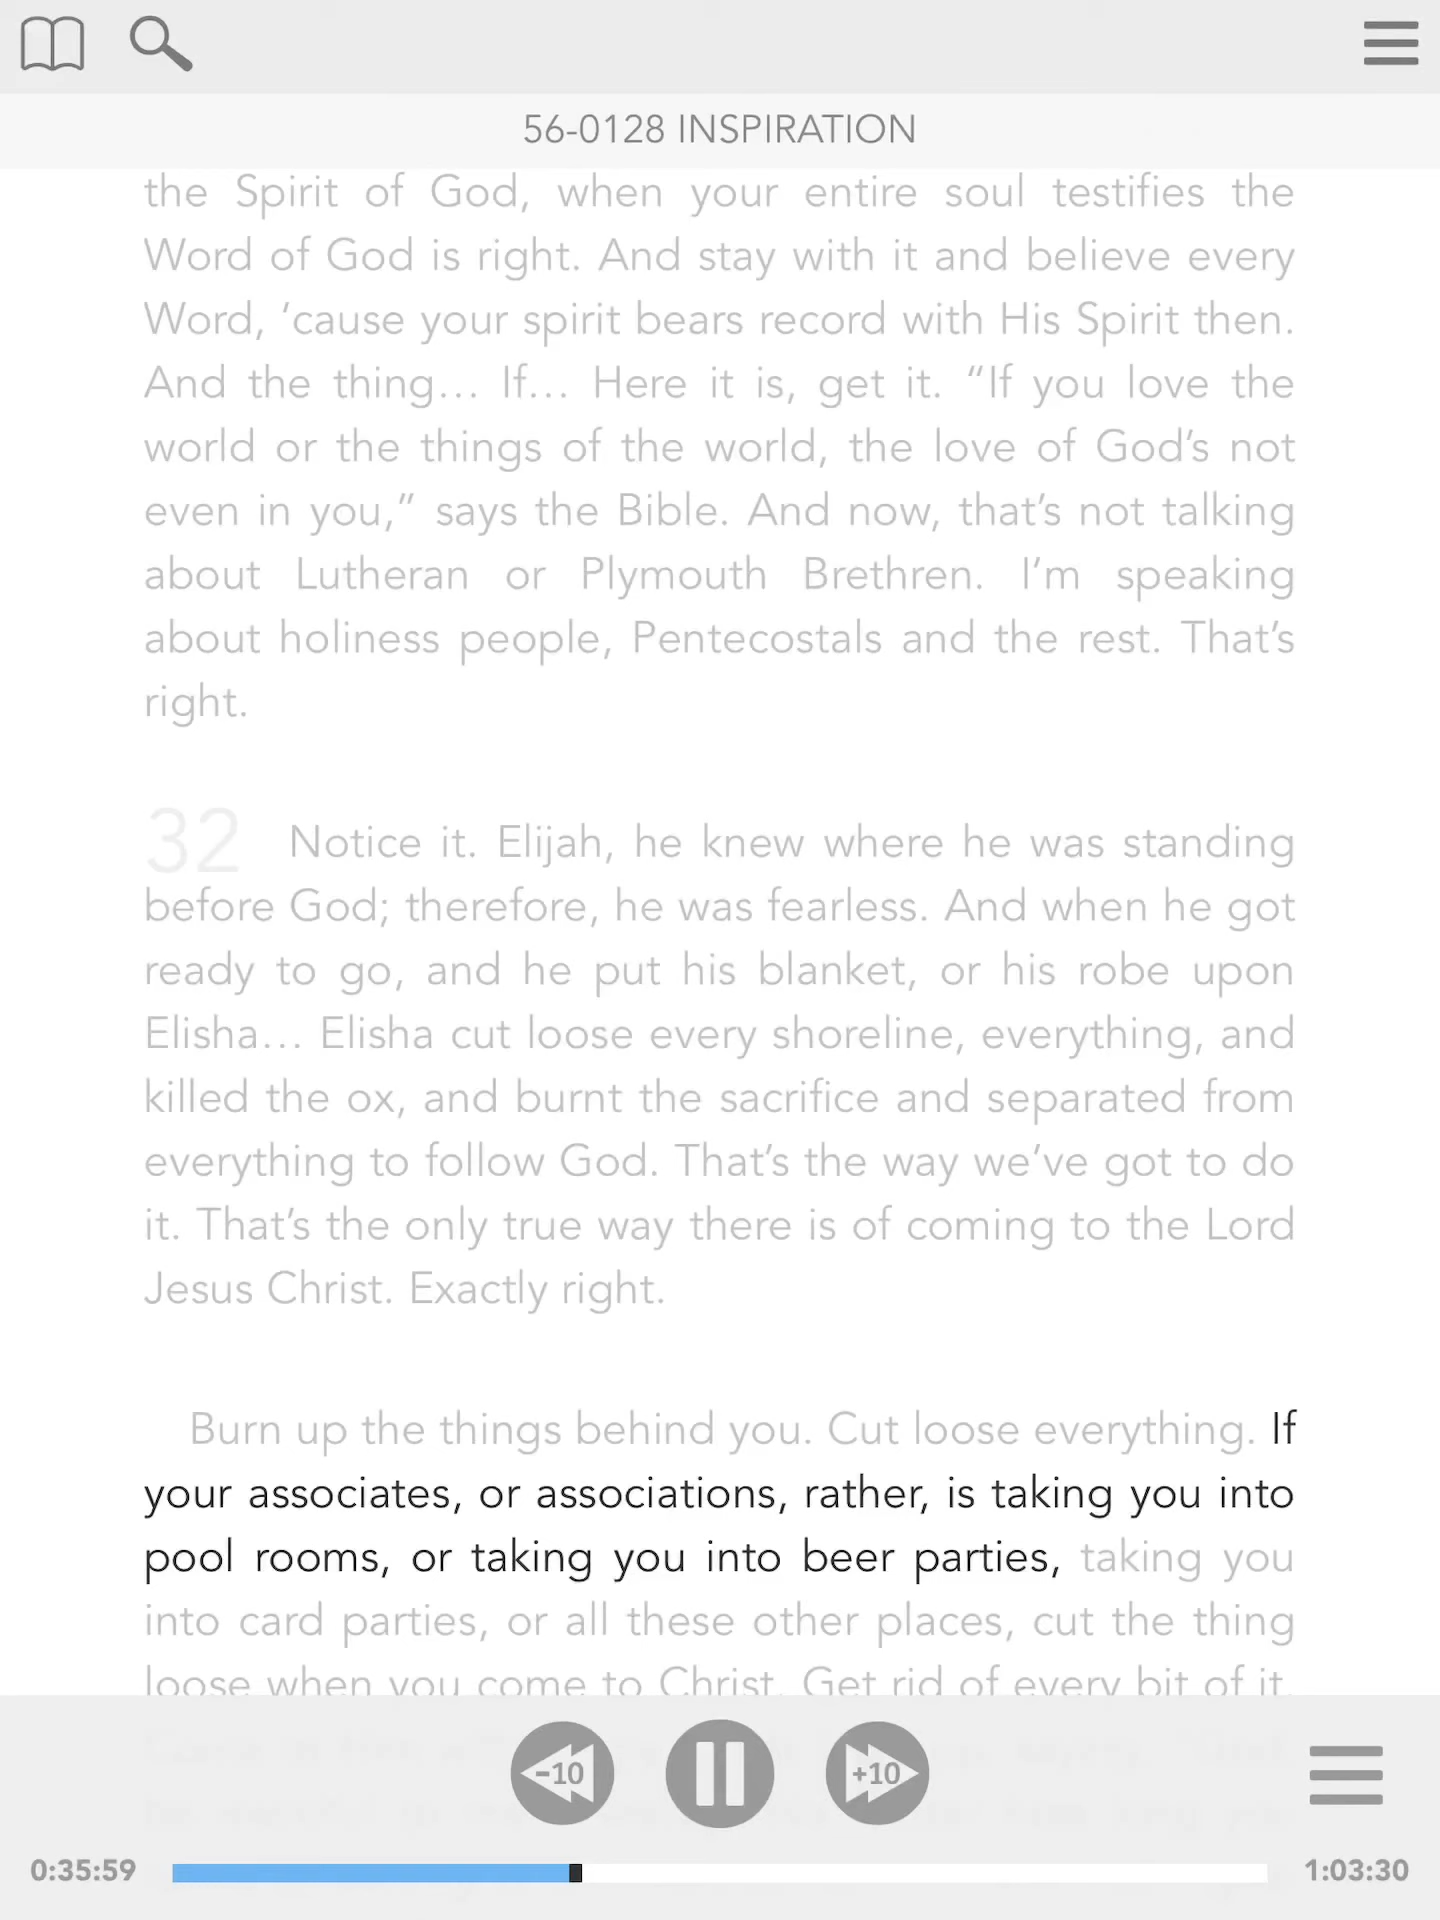 56-0128 INSPIRATION
the Spirit of God, when your entire soul testifies the
Word of God is right. And stay with it and believe every
Word, ‘cause your spirit bears record with His Spirit then.
And the thing… If… Here it is, get it. “If you love the
world or the things of the world, the love of God’s not
even in you,” says the Bible. And now, that’s not talking
about Lutheran or Plymouth Brethren. I’m speaking
about holiness people, Pentecostals and the rest. That’s
right.
32 Notice it. Elijah, he knew where he was standing
before God; therefore, he was fearless. And when he got
ready to go, and he put his blanket, or his robe upon
Elisha… Elisha cut loose every shoreline, everything, and
killed the ox, and burnt the sacrifice and separated from
everything to follow God. That’s the way we’ve got to do
it. That’s the only true way there is of coming to the Lord
Jesus Christ. Exactly right.
Burn up the things behind you. Cut loose everything. If
your associates, or associations, rather, is taking you into
pool rooms, or taking you into beer parties, taking you
into card parties, or all these other places, cut the thing
loose when you come to Christ. Get rid of every bit of it.
-10 +10
0:35:59 1:03:30